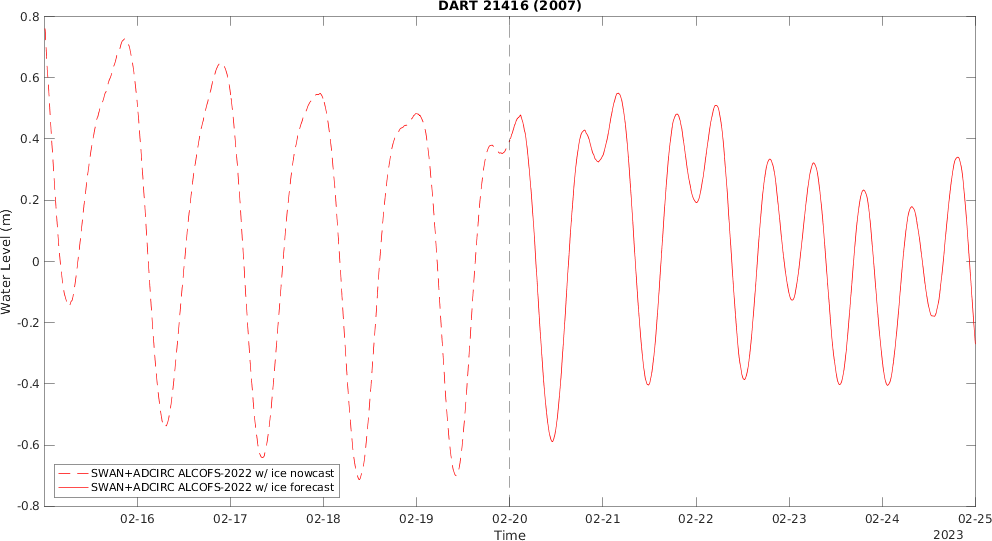 DART 21416 (2007)
0.8
0.6
0.4
0.2
0
-0.2
-0.4
-0.6
-0.8
Water Level (m)
SWAN+ADCIRC ALCOFS-2022 w/ ice nowcast
SWAN+ADCIRC ALCOFS-2022 w/ ice forecast
02-16 02-17 02-18 02-19 02-20 02-21 02-22 02-23 02-24 02-25
Time
2023